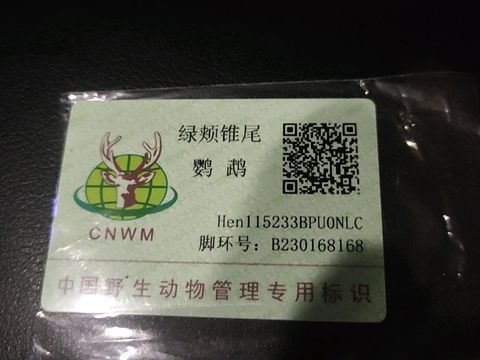 绿颊锥尾
鹦鹉
CNWM
Hen115233BPU0NLC
脚环号：B230168168
中国野生动物管理专用标识